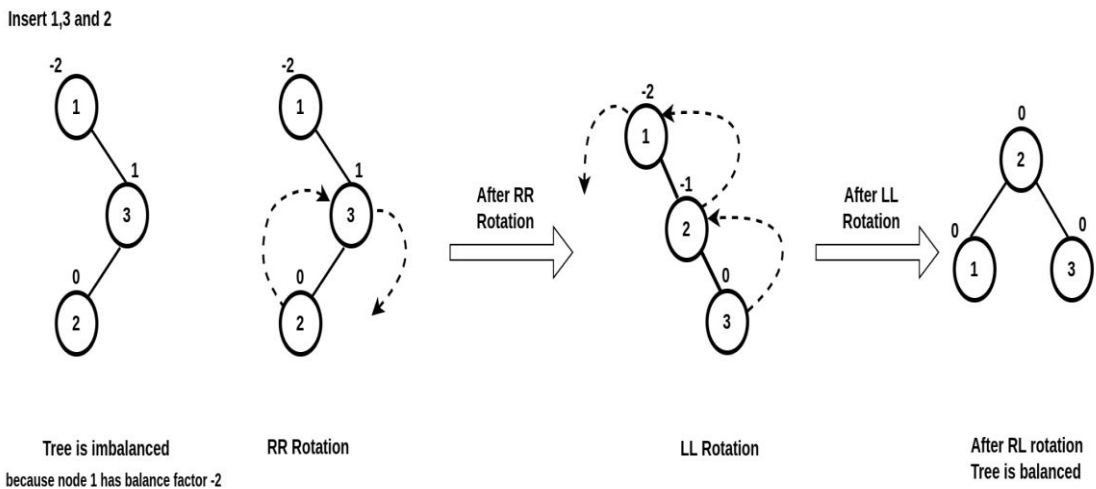 Insert 1,3 and 2
-2
1
1
3
0
2
Tree is imbalanced
because node 1 has balance factor -2
-2
1
1
3
0
2
RR Rotation
After RR
Rotation
-2
1
-1
2
0
3
LL Rotation
After LL
Rotation
0
2
0
1
0
3
After RL rotation
Tree is balanced